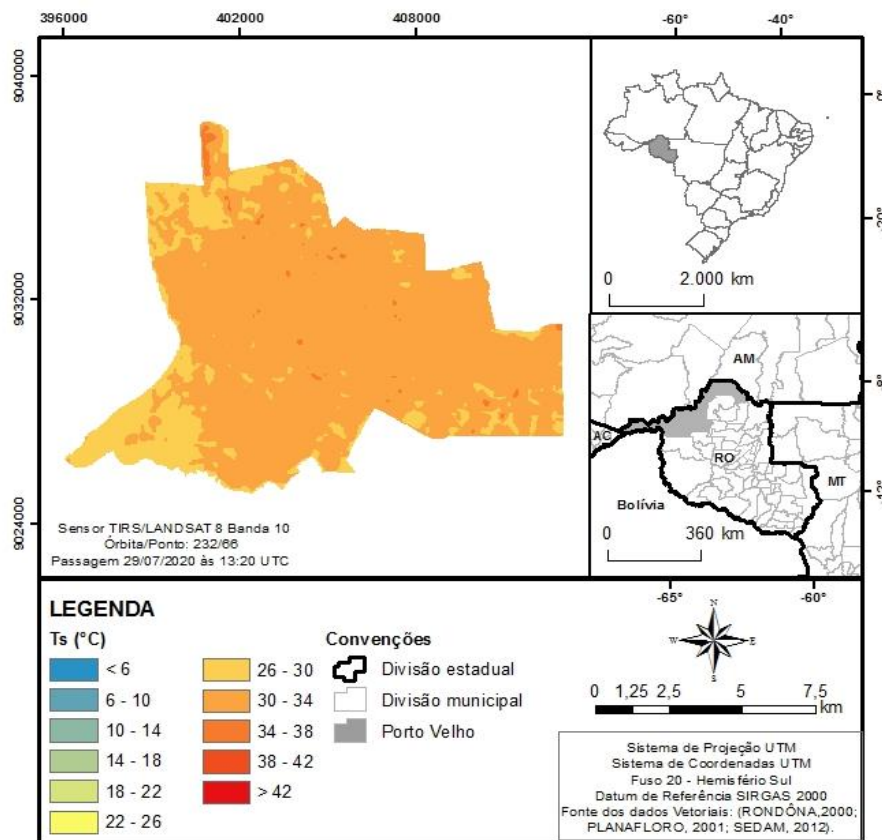 396000 402000 408000
-60° -40°
9040000
9032000
9024000
0°
-20°
0 2.000 km
AM
AC
RO
MT
Bolívia
0 360 km
-8°
-12°
-65° -60°
Sensor TIRS/LANDSAT 8 Banda 10
Órbita/Ponto: 232/66
Passagem 29/07/2020 às 13:20 UTC
LEGENDA
Ts (°C)
< 6
6 - 10
10 - 14
14 - 18
18 - 22
22 - 26
26 - 30
30 - 34
34 - 38
38 - 42
> 42
Convenções
Divisão estadual
Divisão municipal
Porto Velho
N
W E
S
0 1,25 2,5 5 7,5
km
Sistema de Projeção UTM
Sistema de Coordenadas UTM
Fuso 20 - Hemisfério Sul
Datum de Referência SIRGAS 2000
Fonte dos dados Vetoriais: (RONDÔNA,2000;
PLANAFLORO, 2001; SEDAM, 2012).